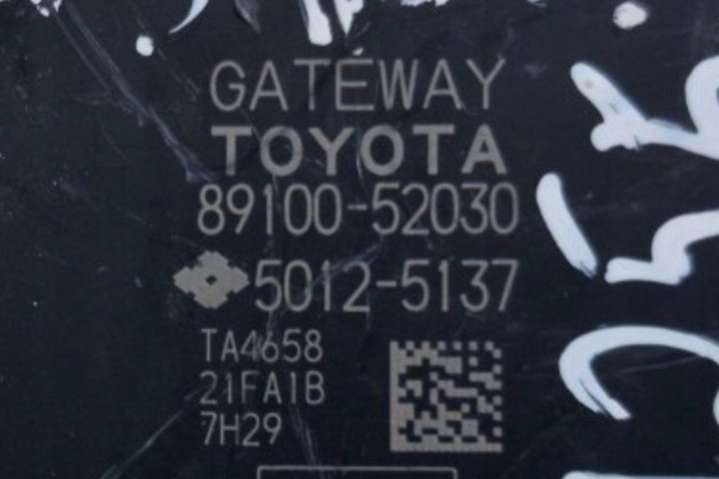 GATEWAY
TOYOTA
89100-52030
5012-5137
TA4658
21FA1B
7H29